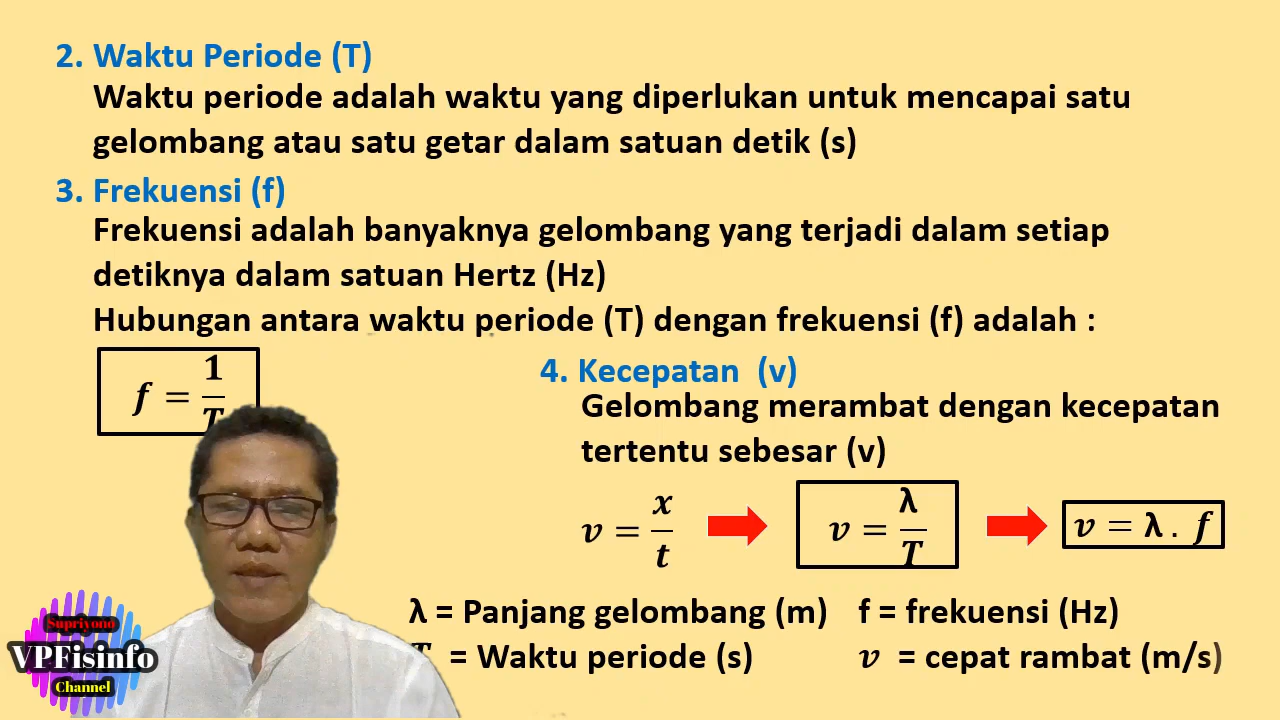 2. Waktu Periode (T)
Waktu periode adalah waktu yang diperlukan untuk mencapai satu
gelombang atau satu getar dalam satuan detik (s)
3. Frekuensi (f)
Frekuensi adalah banyaknya gelombang yang terjadi dalam setiap
detiknya dalam satuan Hertz (Hz)
Hubungan antara waktu periode (T) dengan frekuensi (f) adalah :
f = 1/T
4. Kecepatan (v)
Gelombang merambat dengan kecepatan
tertentu sebesar (v)
v = x/t
v = λ/T
v = λ . f
λ = Panjang gelombang (m)
f = frekuensi (Hz)
T = Waktu periode (s)
v = cepat rambat (m/s)
Supriyono
VPFisinfo
Channel